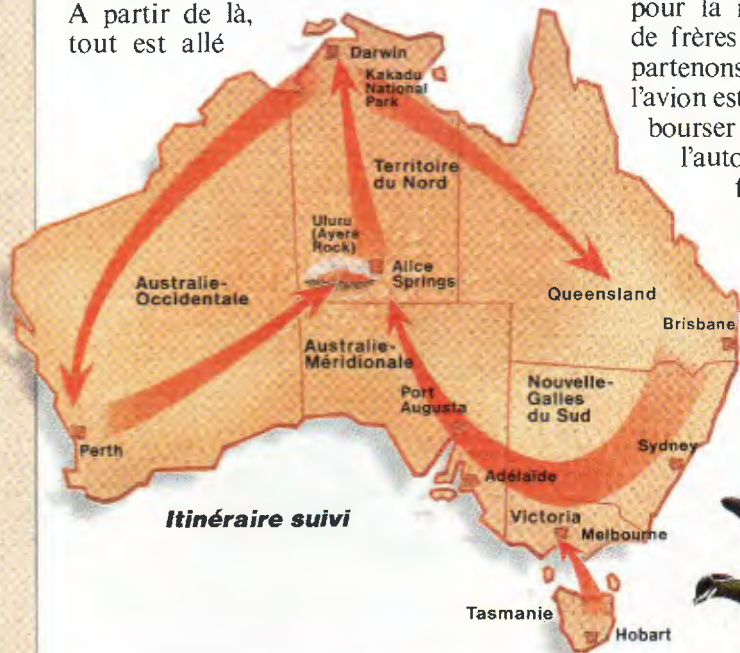 A partir de là,
tout est allé
pour la
de frères
partenons
l'avion est
bourser
l'auto
Darwin
Kakadu
National
Park
Territoire
du Nord
Uluru
(Ayers
Rock)
Alice
Springs
Australie-
Occidentale
Queensland
Brisbane
Australie-
Méridionale
Port
Augusta
Nouvelle-
Galles
du Sud
Perth
Sydney
Adélaïde
Itinéraire suivi
Victoria
Melbourne
Tasmanie
Hobart